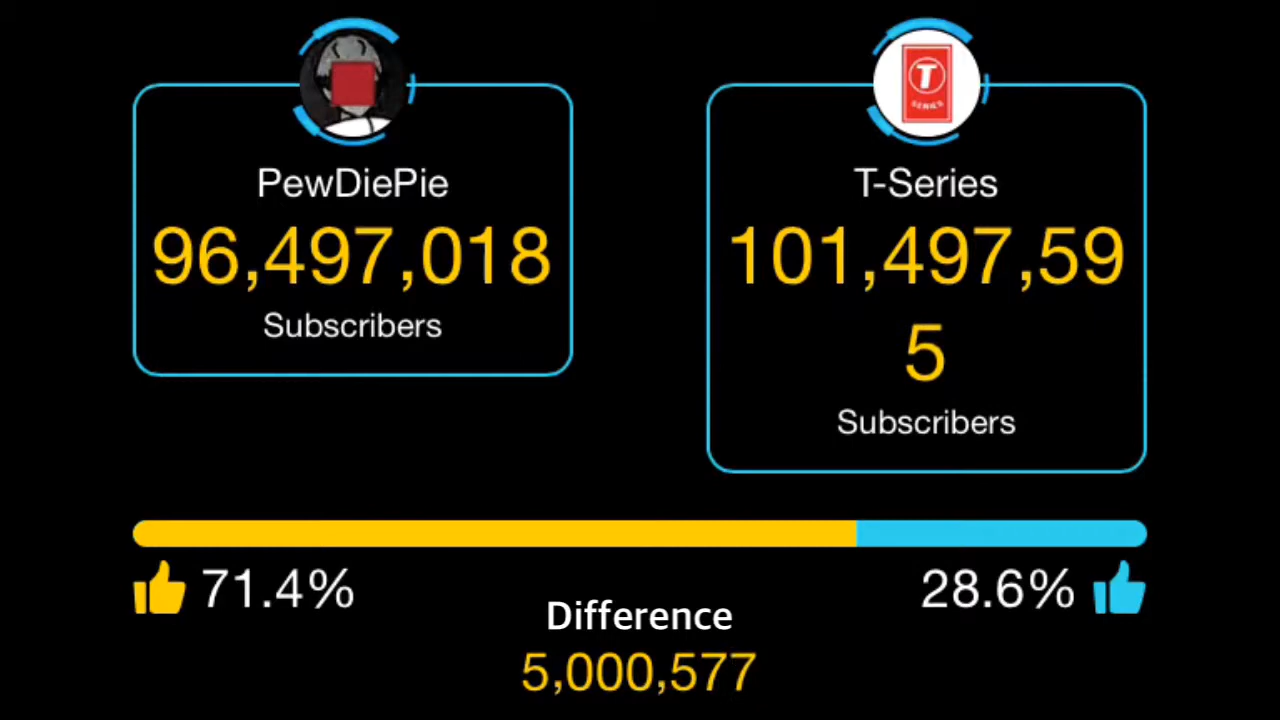 PewDiePie
96,497,018
Subscribers
T
SERIES
T-Series
101,497,59
5
Subscribers
71.4%
28.6%
Difference
5,000,577